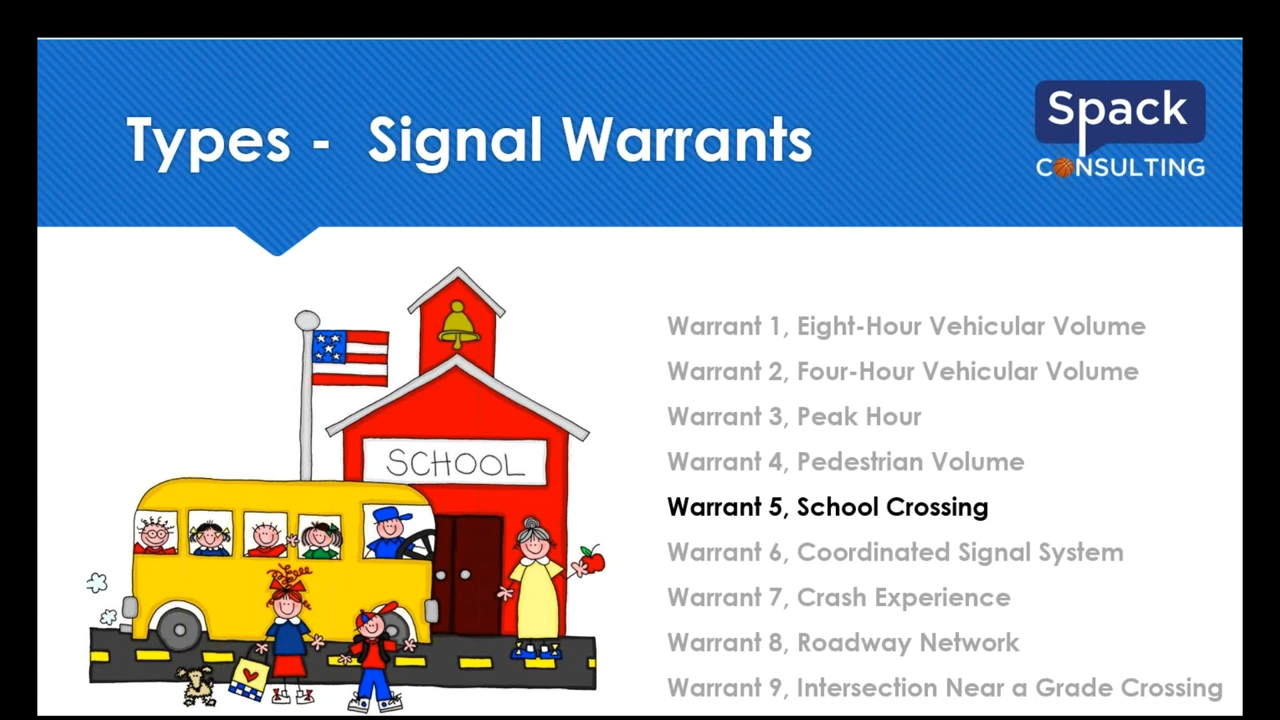 Types - Signal Warrants
Spack
CONSULTING
SCHOOL
Warrant 1, Eight-Hour Vehicular Volume
Warrant 2, Four-Hour Vehicular Volume
Warrant 3, Peak Hour
Warrant 4, Pedestrian Volume
Warrant 5, School Crossing
Warrant 6, Coordinated Signal System
Warrant 7, Crash Experience
Warrant 8, Roadway Network
Warrant 9, Intersection Near a Grade Crossing